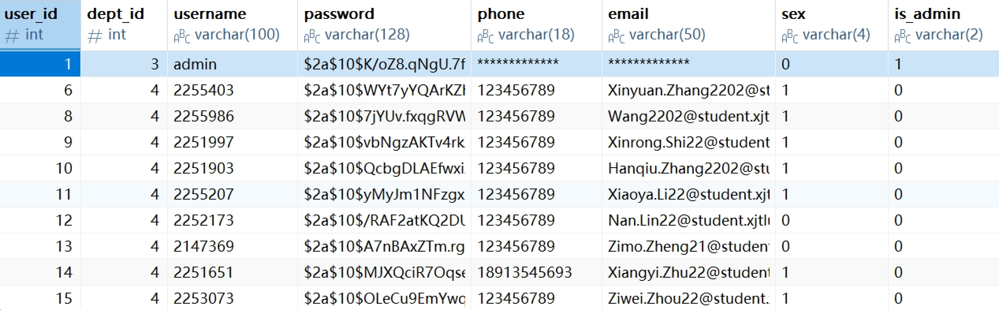 user_id dept_id username password phone email sex is_admin
# int # int ABC varchar(100) ABC varchar(128) ABC varchar(18) ABC varchar(50) ABC varchar(4) ABC varchar(2)
1 3 admin $2a$10$K/oZ8.qNgU.7f ************* ************* 0 1
6 4 2255403 $2a$10$WYt7yYQArKZ 123456789 Xinyuan.Zhang2202@st 1 0
8 4 2255986 $2a$10$7jYUv.fxqgRVW 123456789 Wang2202@student.xjt 1 0
9 4 2251997 $2a$10$vbNgzAKTv4rk 123456789 Xinrong.Shi22@student 1 0
10 4 2251903 $2a$10$QcbgDLAEfwxi 123456789 Hanqiu.Zhang2202@stu 1 0
11 4 2255207 $2a$10$yMyJm1NFzgx 123456789 Xiaoya.Li22@student.xjt 1 0
12 4 2252173 $2a$10$/RAF2atKQ2DU 123456789 Nan.Lin22@student.xjtl 0 0
13 4 2147369 $2a$10$A7nBAxZTm.rg 123456789 Zimo.Zheng21@studen 0 0
14 4 2251651 $2a$10$MJXQciR7Oqse 18913545693 Xiangyi.Zhu22@student 1 0
15 4 2253073 $2a$10$OLeCu9EmYwq 123456789 Ziwei.Zhou22@student. 1 0